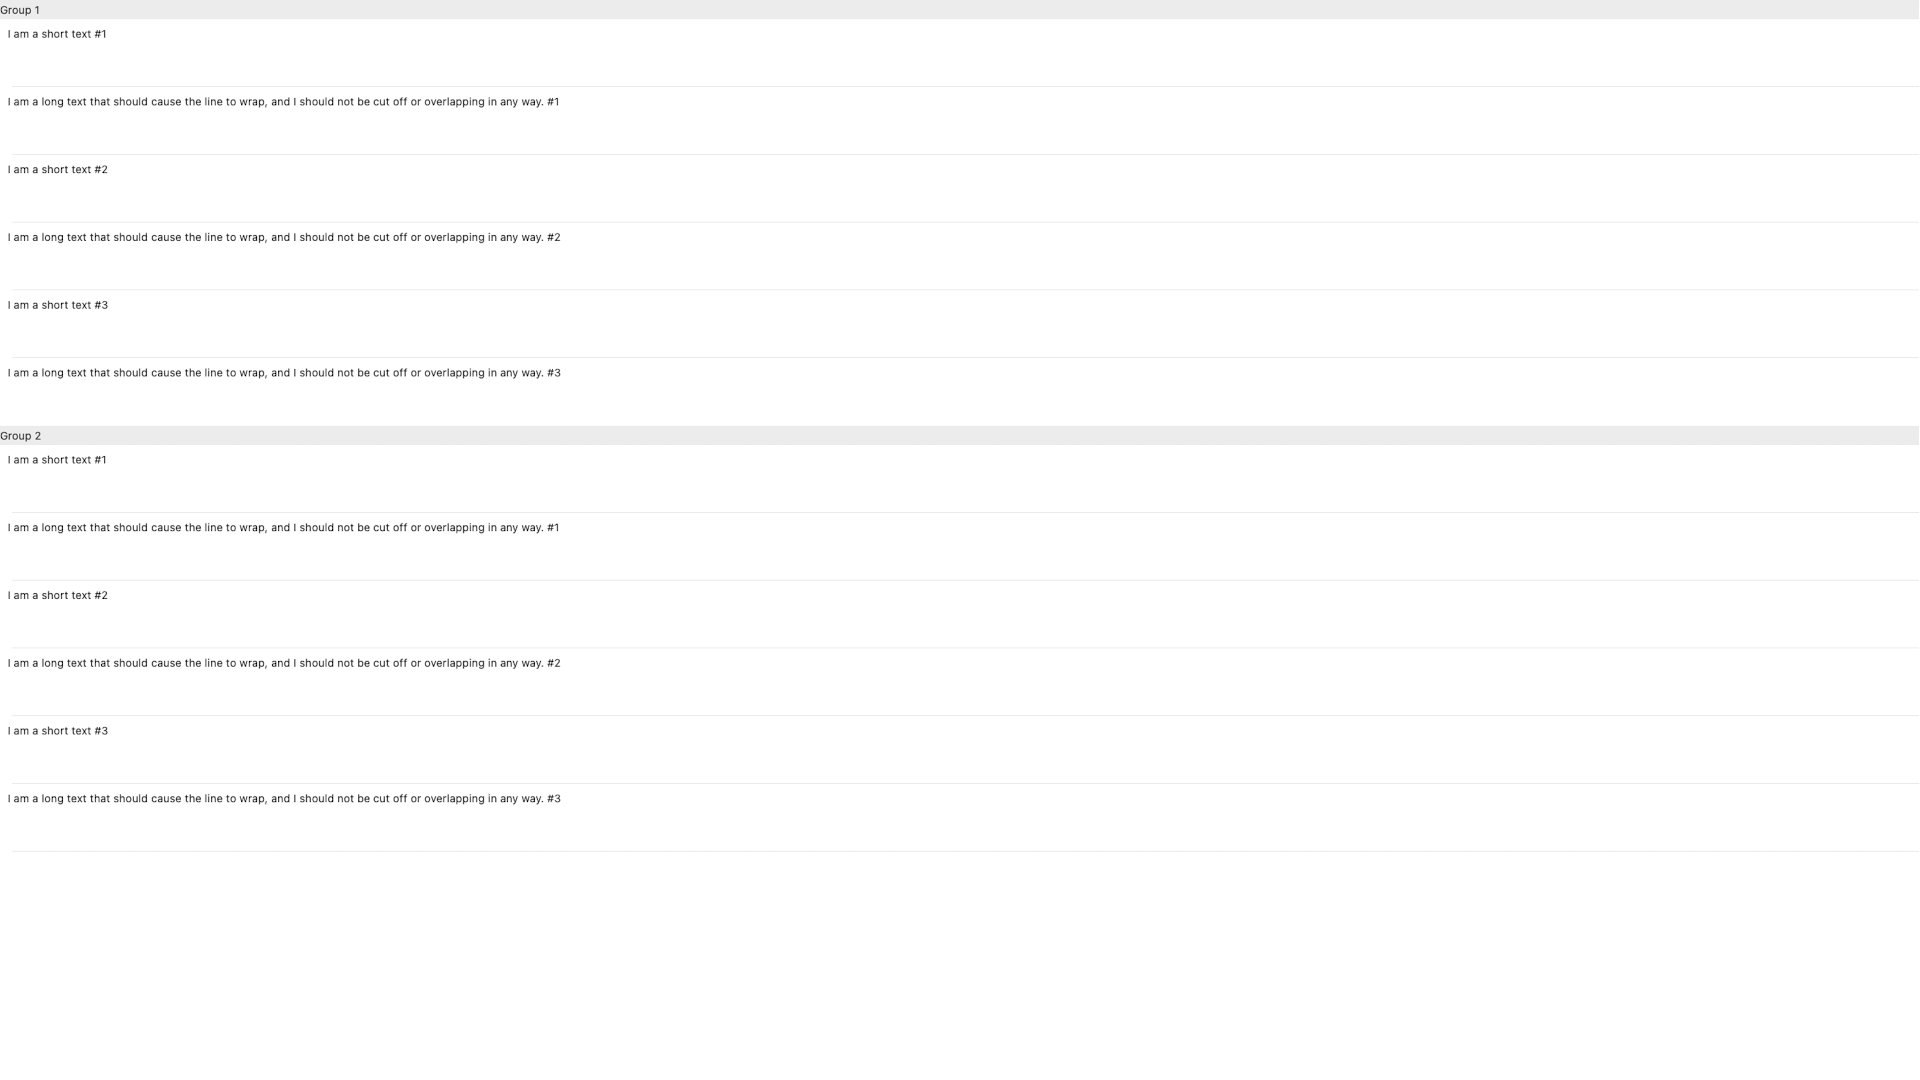 Group 1
I am a short text #1
I am a long text that should cause the line to wrap, and I should not be cut off or overlapping in any way. #1
I am a short text #2
I am a long text that should cause the line to wrap, and I should not be cut off or overlapping in any way. #2
I am a short text #3
I am a long text that should cause the line to wrap, and I should not be cut off or overlapping in any way. #3
Group 2
I am a short text #1
I am a long text that should cause the line to wrap, and I should not be cut off or overlapping in any way. #1
I am a short text #2
I am a long text that should cause the line to wrap, and I should not be cut off or overlapping in any way. #2
I am a short text #3
I am a long text that should cause the line to wrap, and I should not be cut off or overlapping in any way. #3